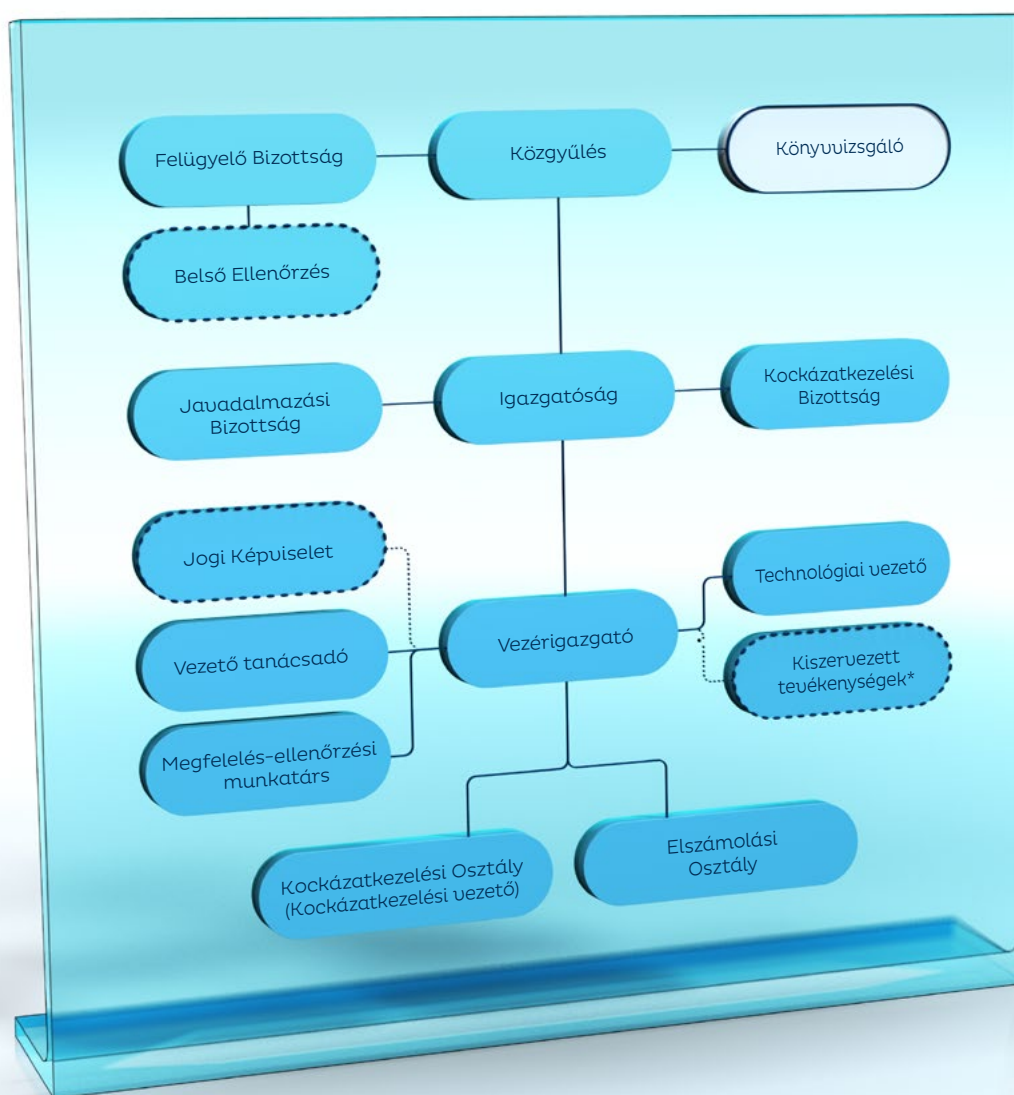 Felügyelő Bizottság
Közgyűlés
Könyvvizsgáló
Belső Ellenőrzés
Javadalmazási
Bizottság
Igazgatóság
Kockázatkezelési
Bizottság
Jogi Képviselet
Technológiai vezető
Vezető tanácsadó
Vezérigazgató
Kiszervezett
tevékenységek*
Megfelelés-ellenőrzési
munkatárs
Kockázatkezelési Osztály
(Kockázatkezelési vezető)
Elszámolási
Osztály